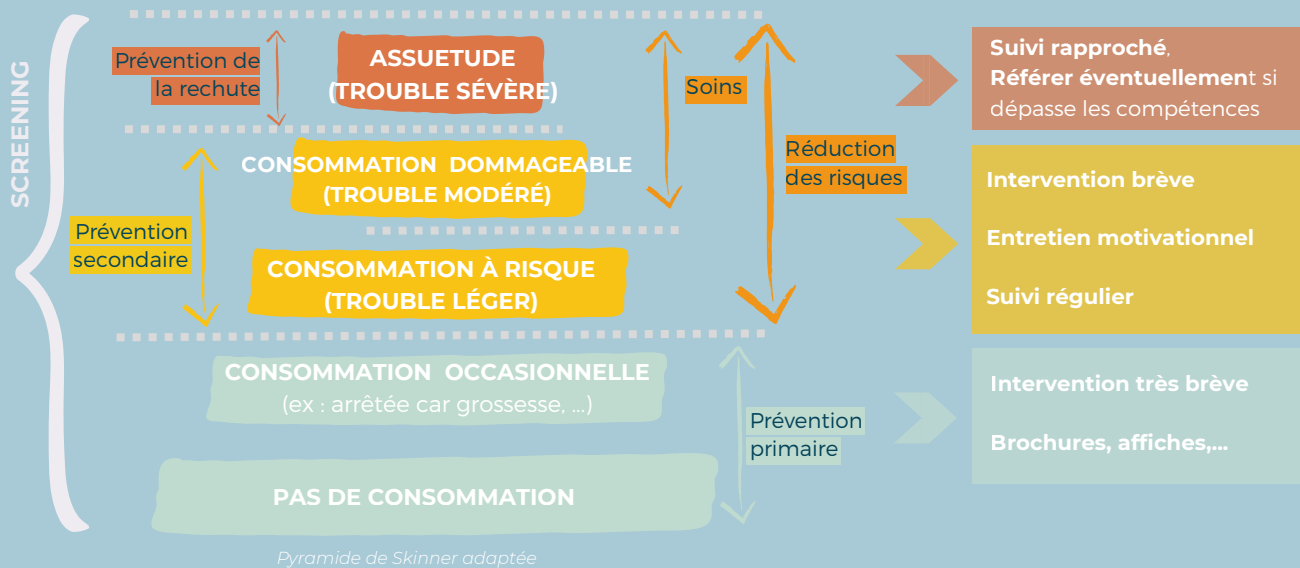 SCREENING
Prévention de
la rechute
ASSUETUDE
(TROUBLE SÉVÈRE)
Soins
Réduction
des risques
Suivi rapproché,
Référer éventuellement si
dépasse les compétences
CONSOMMATION DOMMAGEABLE
(TROUBLE MODÉRÉ)
Prévention
secondaire
CONSOMMATION À RISQUE
(TROUBLE LÉGER)
Intervention brève
Entretien motivationnel
Suivi régulier
CONSOMMATION OCCASIONNELLE
(ex : arrêtée car grossesse, ...)
Prévention
primaire
Intervention très brève
Brochures, affiches,...
PAS DE CONSOMMATION
Pyramide de Skinner adaptée